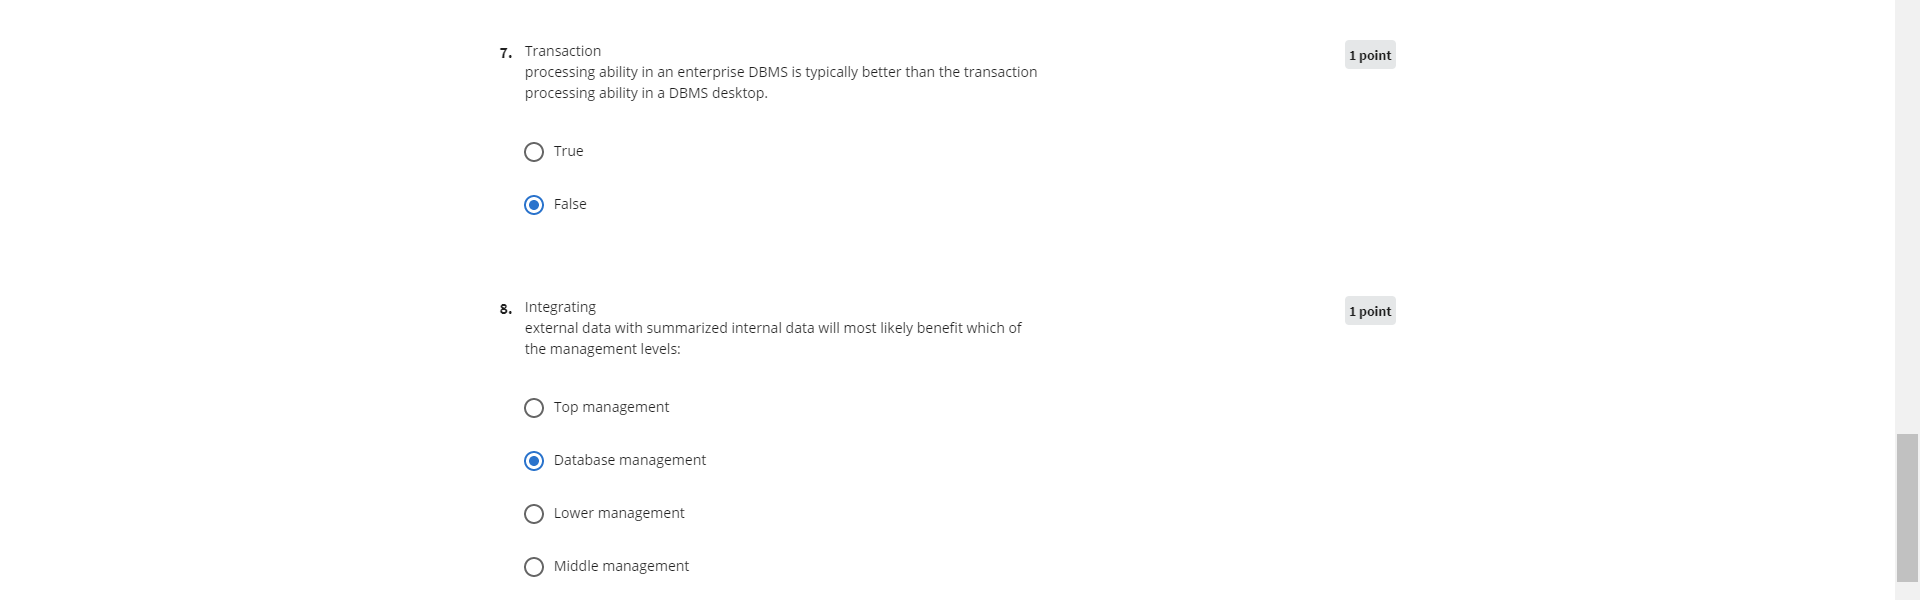 7. Transaction
processing ability in an enterprise DBMS is typically better than the transaction
processing ability in a DBMS desktop.
1 point
True
False
8. Integrating
external data with summarized internal data will most likely benefit which of
the management levels:
1 point
Top management
Database management
Lower management
Middle management